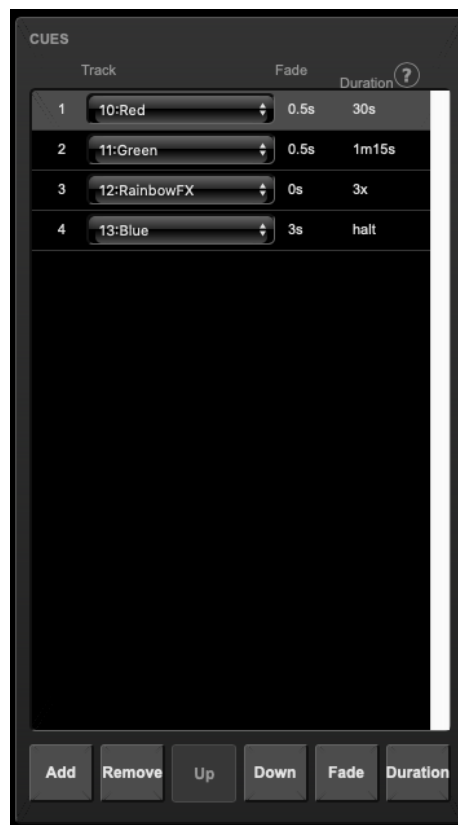 CUES
Track Fade Duration ?
1 10:Red 0.5s 30s
2 11:Green 0.5s 1m15s
3 12:RainbowFX 0s 3x
4 13:Blue 3s halt
Add Remove Up Down Fade Duration